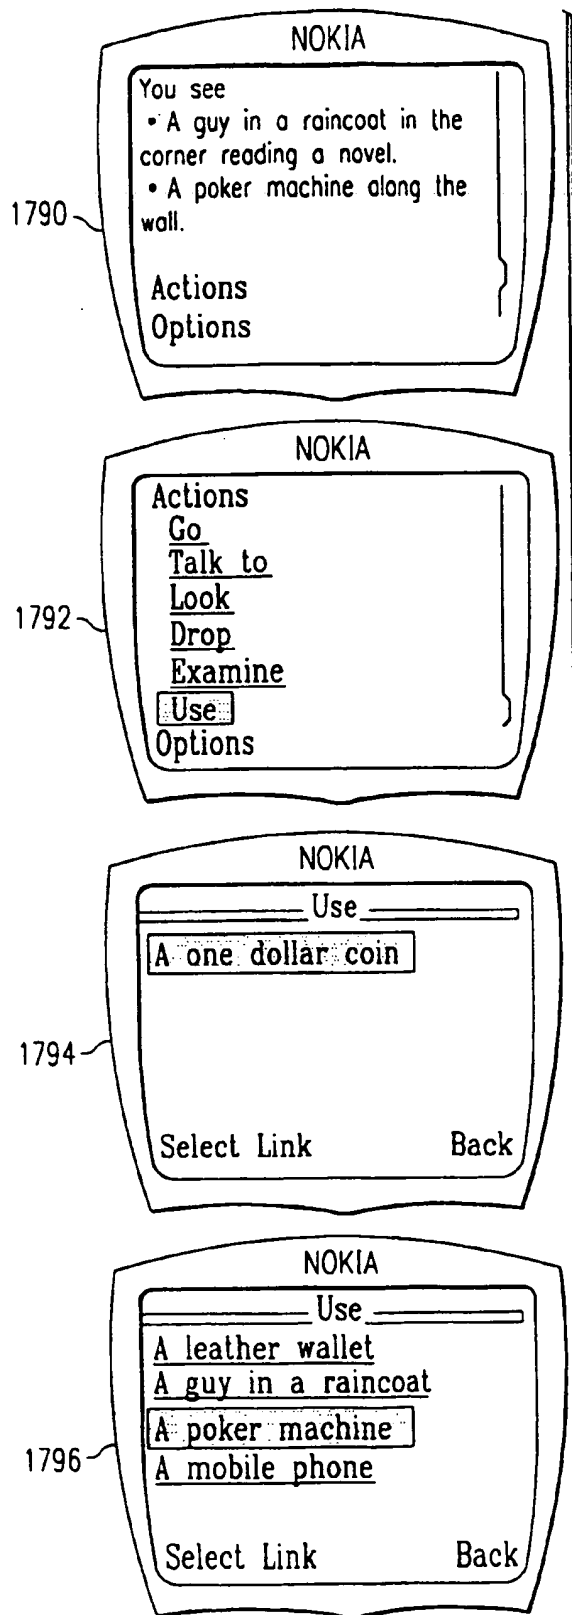 NOKIA
You see
• A guy in a raincoat in the
corner reading a novel.
• A poker machine along the
wall.
1790
Actions
Options
NOKIA
Actions
Go
Talk to
Look
1792
Drop
Examine
Use
Options
NOKIA
Use
A one dollar coin
1794
Select Link Back
NOKIA
Use
A leather wallet
A guy in a raincoat
A poker machine
1796
A mobile phone
Select Link Back